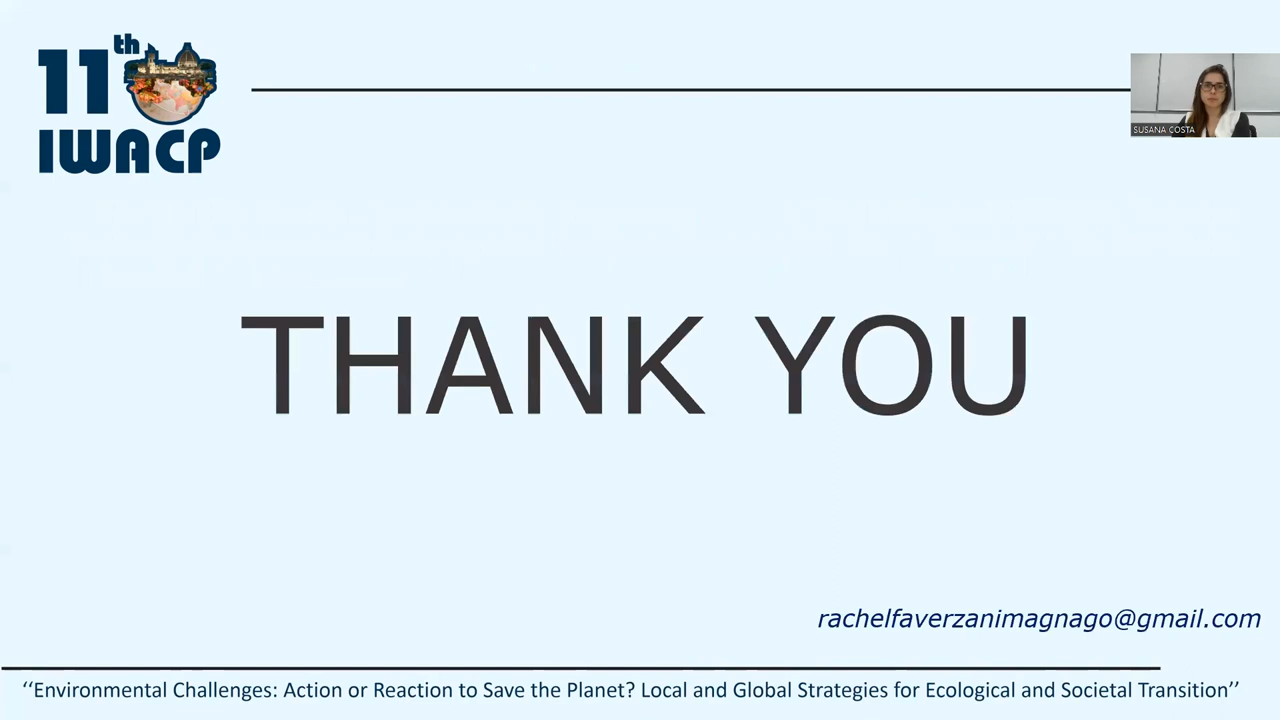 11th
IWACP
SUSANA COSTA
THANK YOU
rachelfaverzanimagnago@gmail.com
‘‘Environmental Challenges: Action or Reaction to Save the Planet? Local and Global Strategies for Ecological and Societal Transition’’